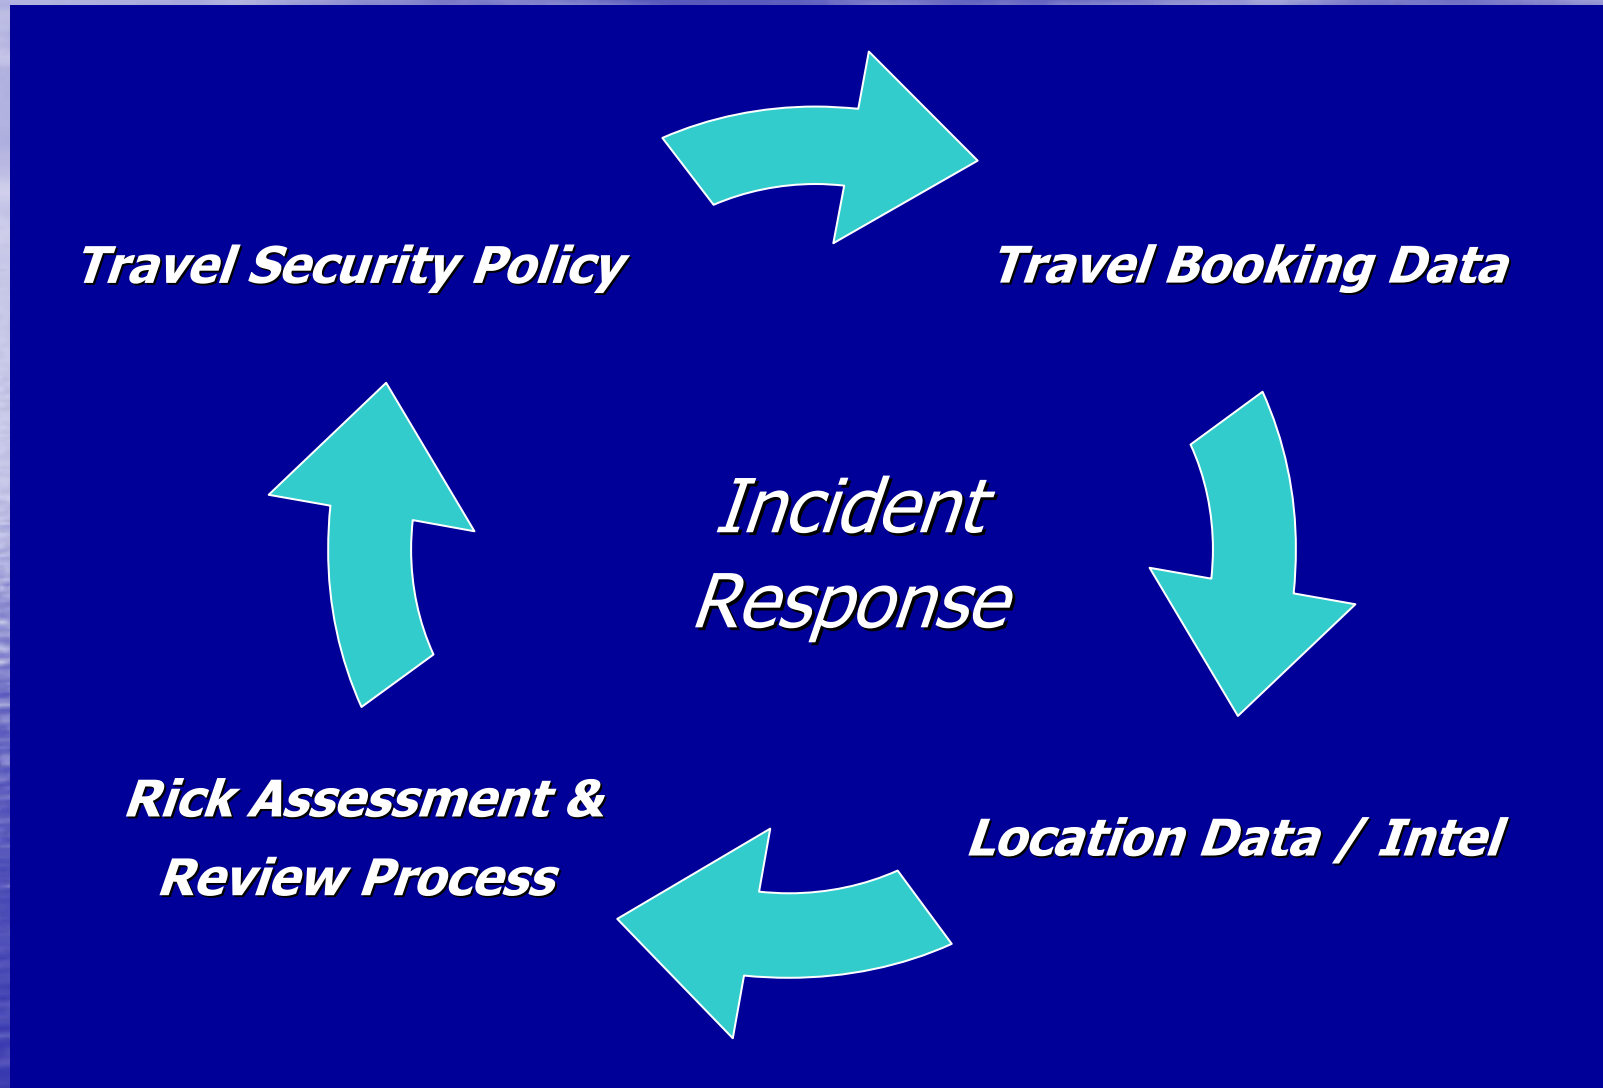 Travel Security Policy
Travel Booking Data
Incident
Response
Rick Assessment &
Review Process
Location Data / Intel